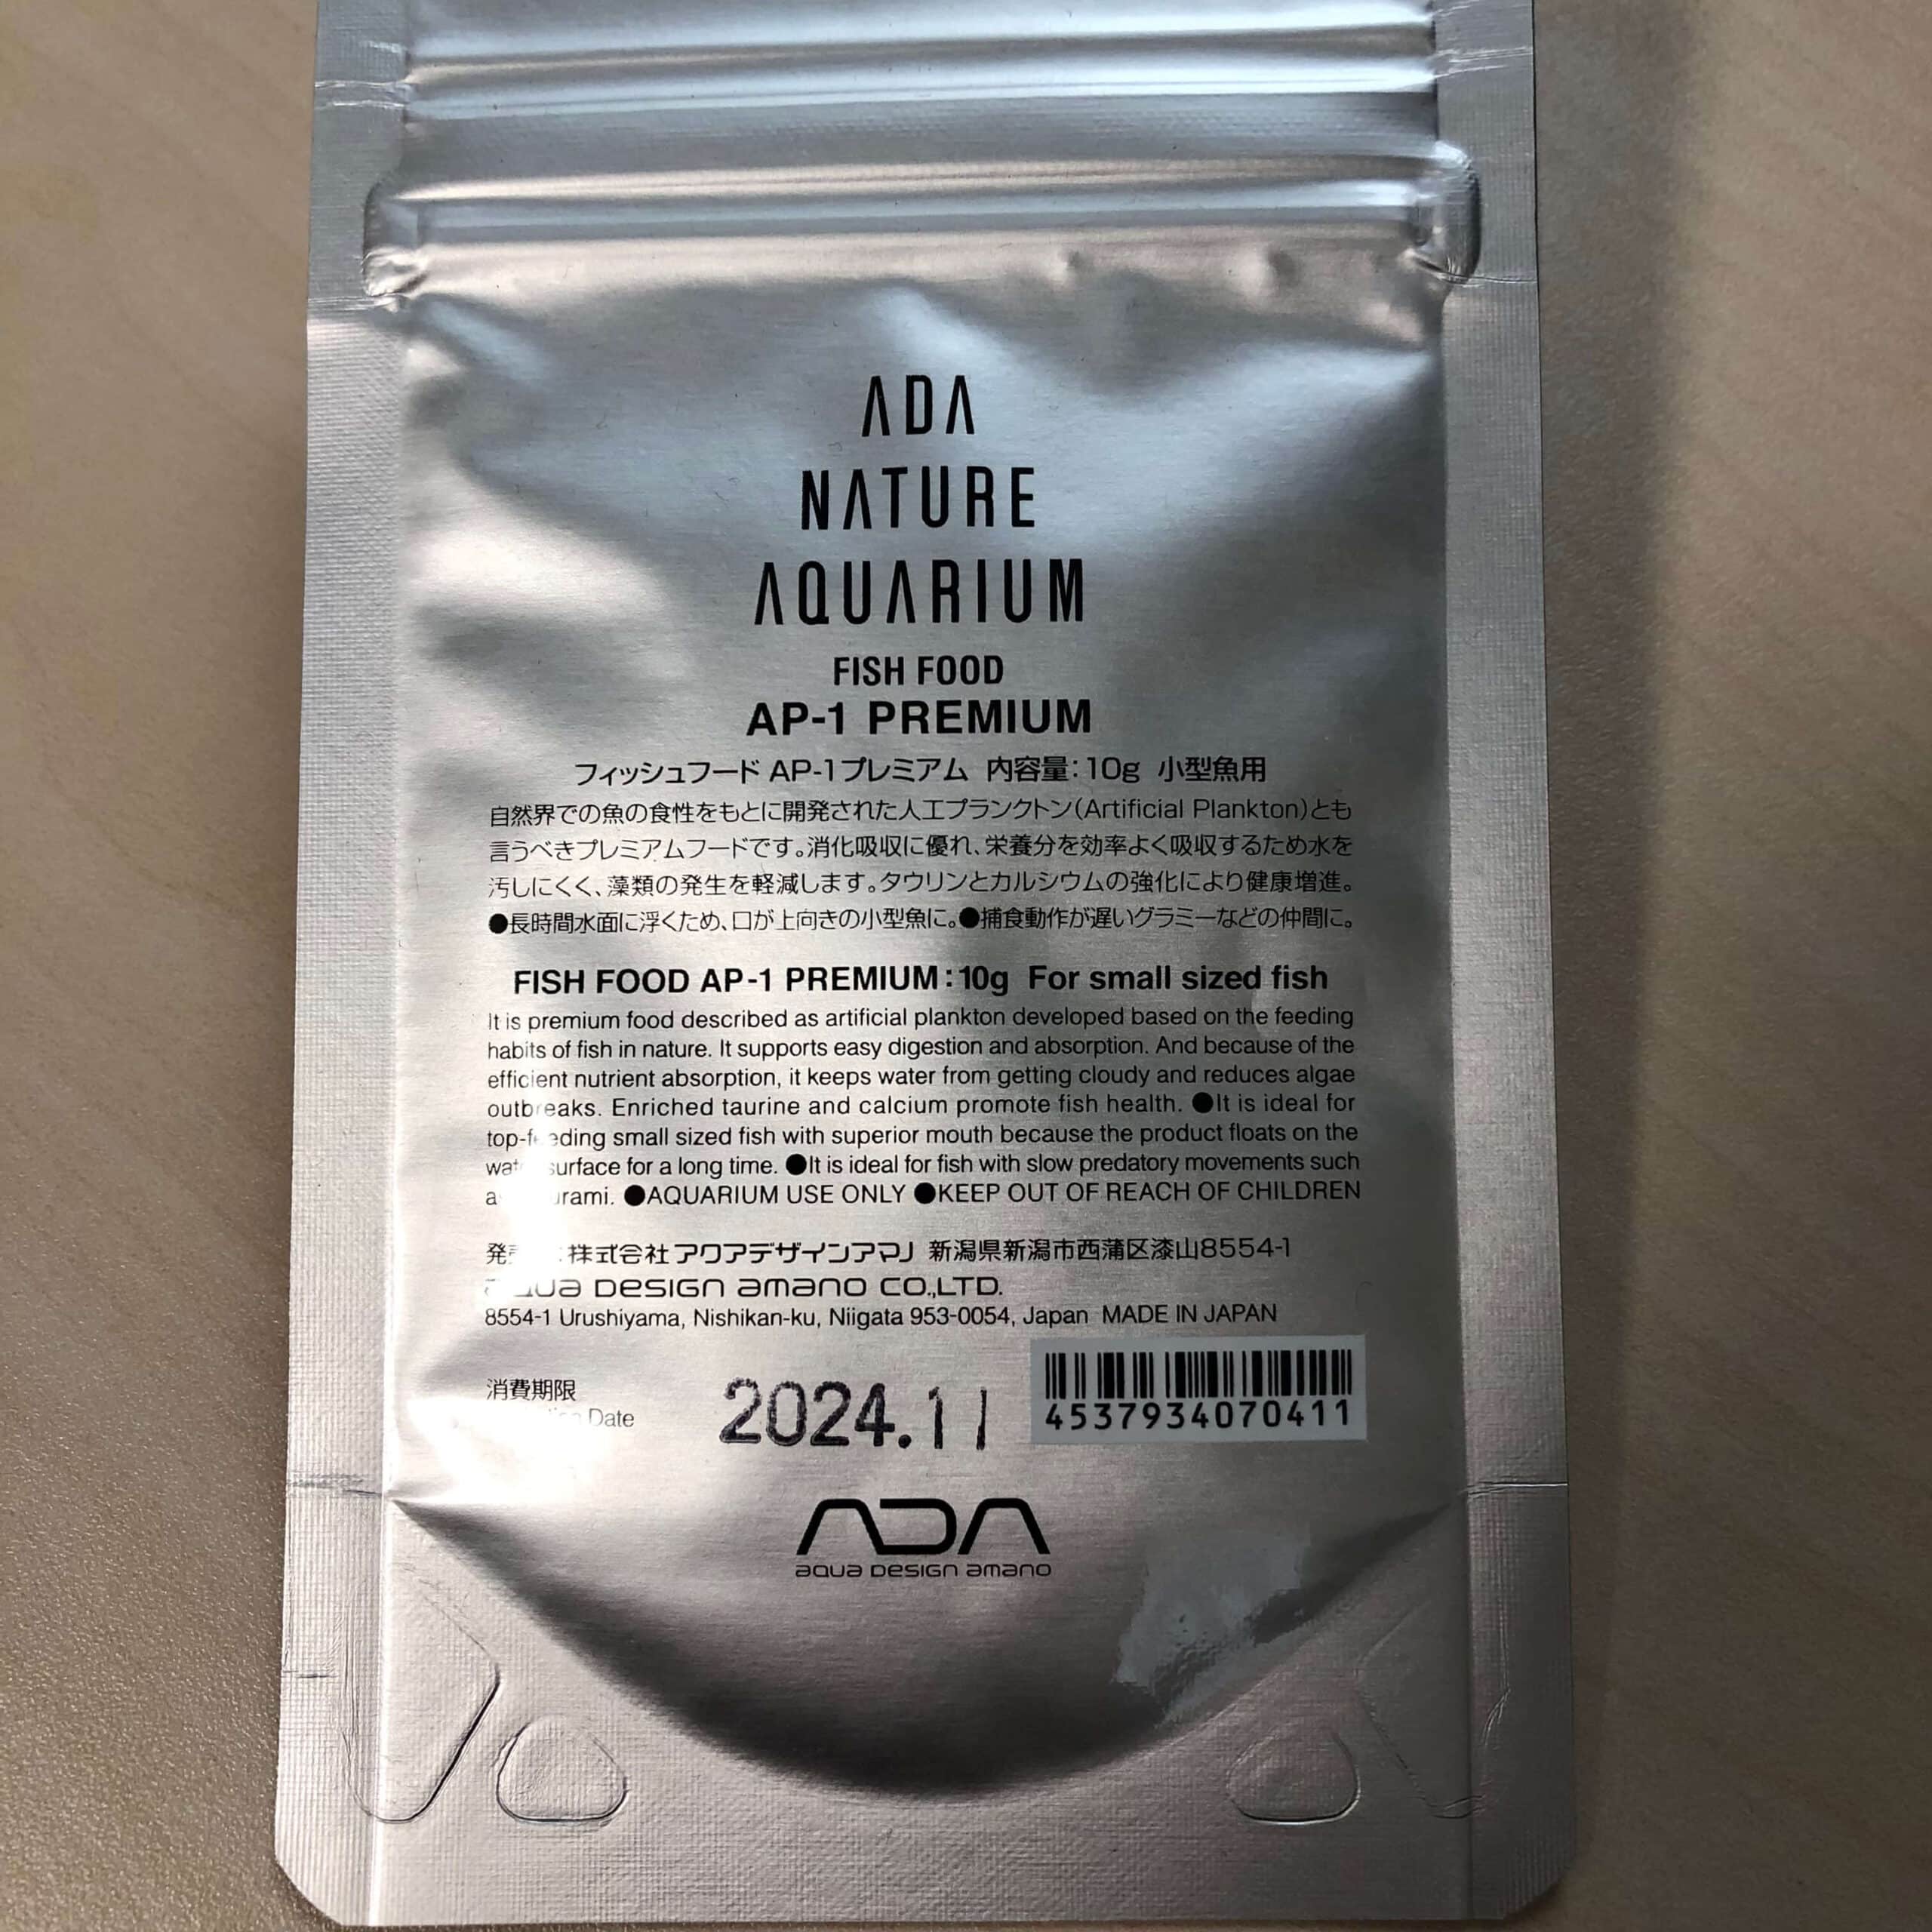 ADA
NATURE
AQUARIUM
FISH FOOD
AP-1 PREMIUM
フィッシュフード AP-1プレミアム 内容量:10g 小型魚用
自然界での魚の食性をもとに開発された人工プランクトン(Artificial Plankton)とも
言うべきプレミアムフードです。消化吸収に優れ、栄養分を効率よく吸収するため水を
汚しにくく、藻類の発生を軽減します。タウリンとカルシウムの強化により健康増進。
●長時間水面に浮くため、口が上向きの小型魚に。●捕食動作が遅いグラミーなどの仲間に。
FISH FOOD AP-1 PREMIUM:10g For small sized fish
It is premium food described as artificial plankton developed based on the feeding
habits of fish in nature. It supports easy digestion and absorption. And because of the
efficient nutrient absorption, it keeps water from getting cloudy and reduces algae
outbreaks. Enriched taurine and calcium promote fish health. ●It is ideal for
top-feeding small sized fish with superior mouth because the product floats on the
water surface for a long time. ●It is ideal for fish with slow predatory movements such
●AQUARIUM USE ONLY ●KEEP OUT OF REACH OF CHILDREN
株式会社アクアデザインアマノ 新潟県新潟市西蒲区漆山8554-1
aqua DESIGN amano CO.,LTD.
8554-1 Urushiyama, Nishikan-ku, Niigata 953-0054, Japan MADE IN JAPAN
消費期限
Date
2024.11
4537934070411
ADA
aqua DESIGN amano